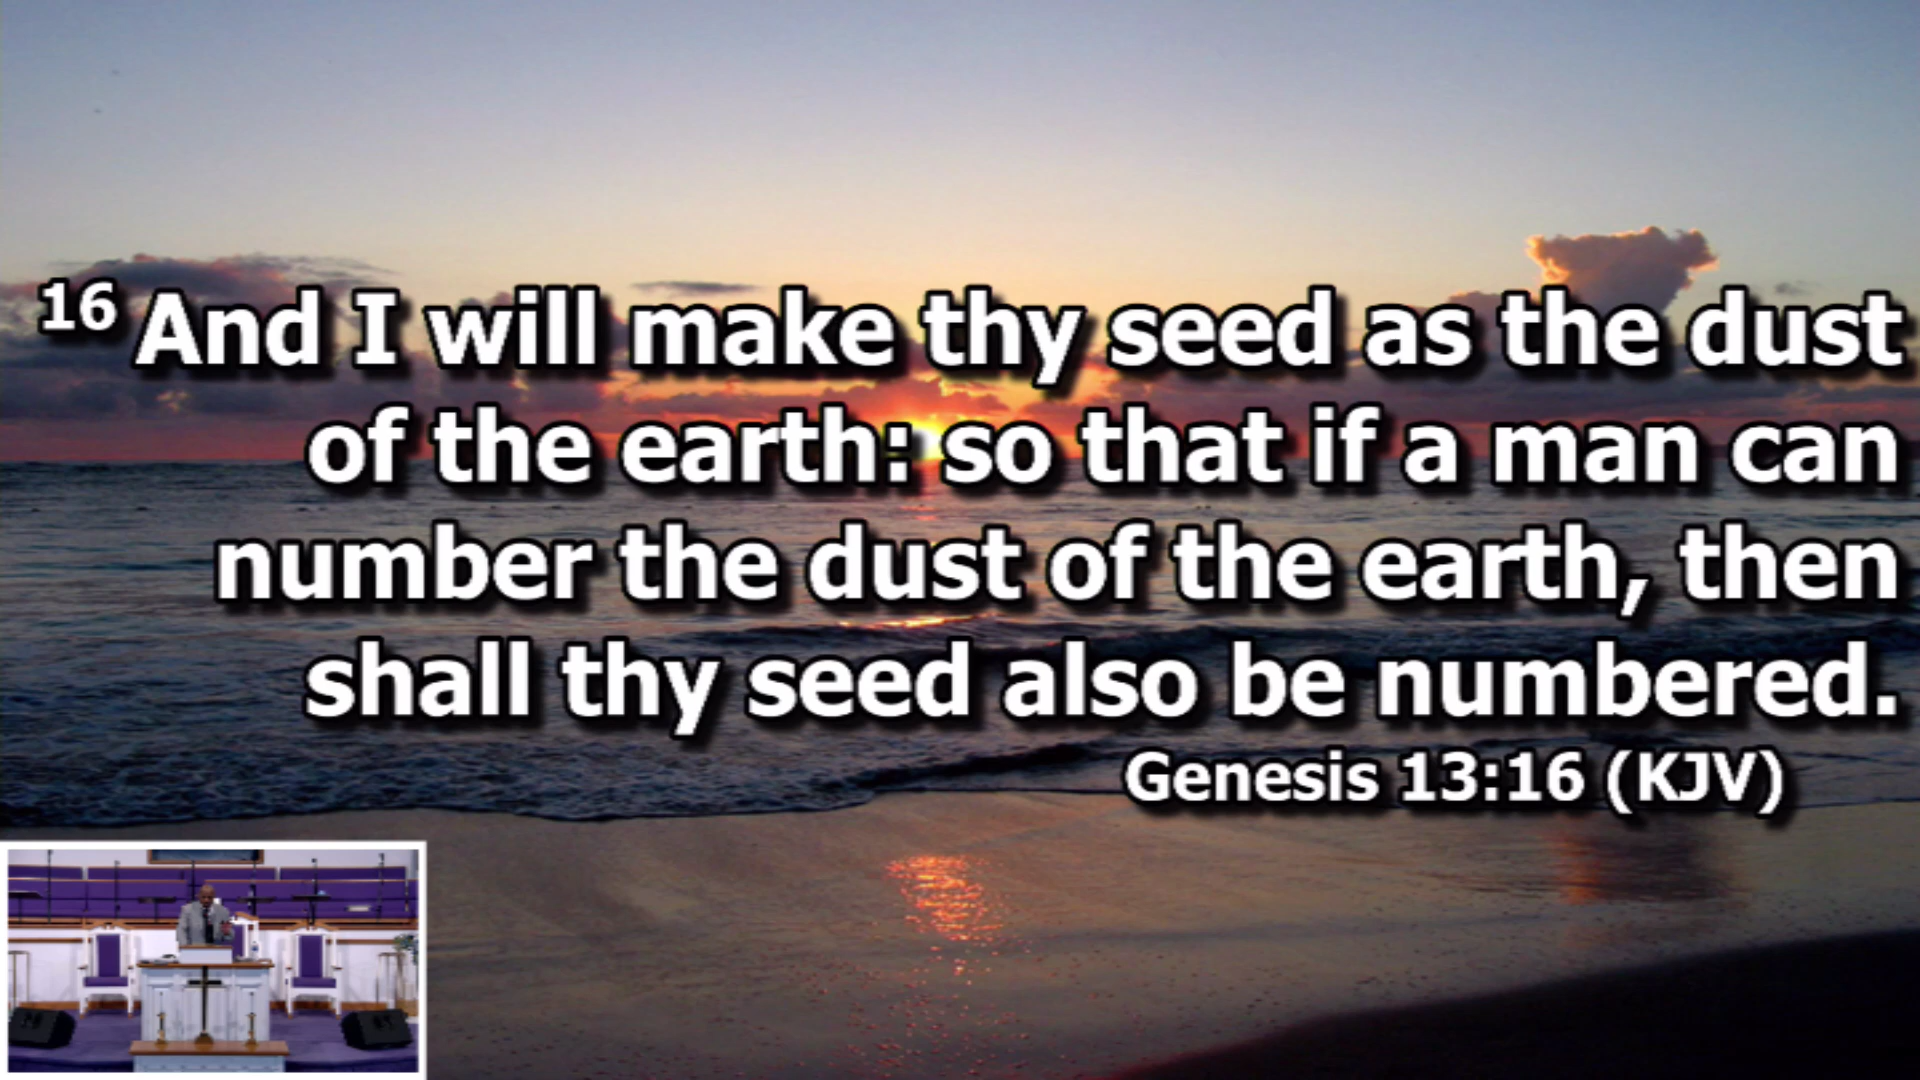 16 And I will make thy seed as the dust
of the earth: so that if a man can
number the dust of the earth, then
shall thy seed also be numbered.
Genesis 13:16 (KJV)